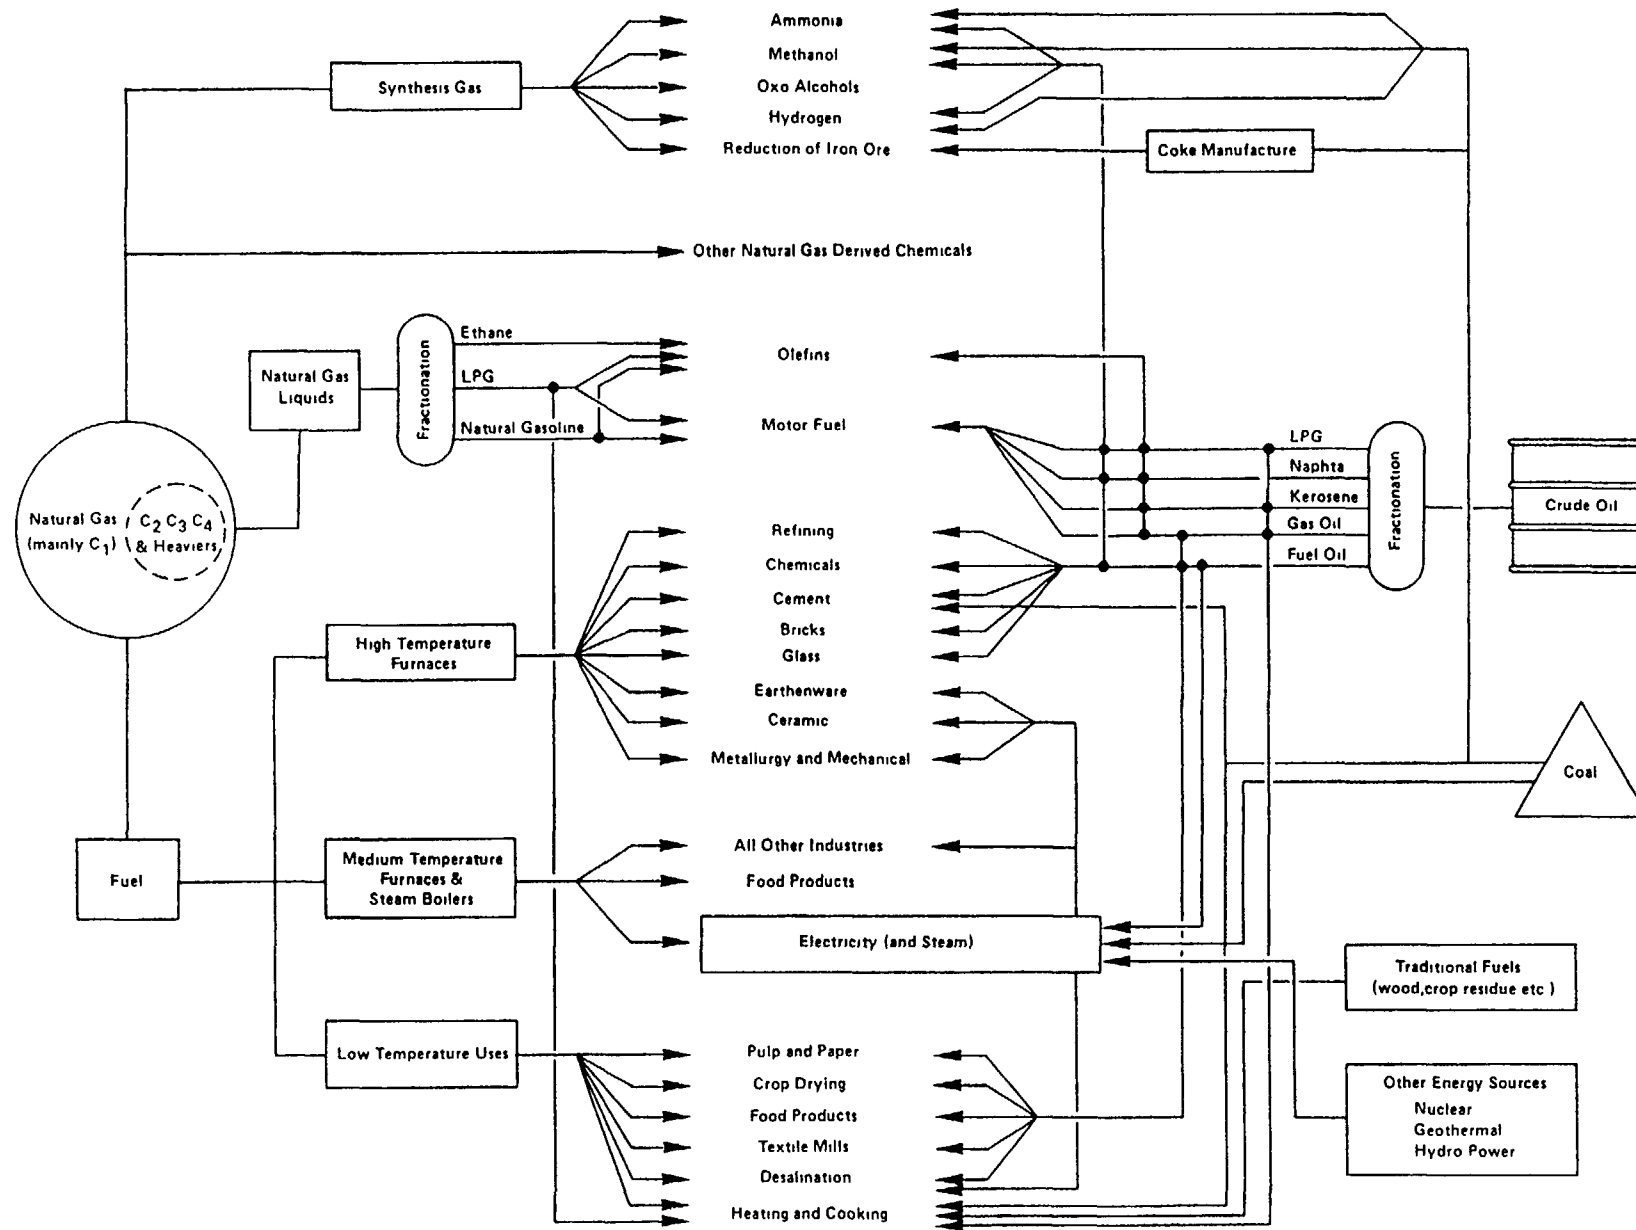 Ammonia
Methanol
Synthesis Gas
Oxo Alcohols
Hydrogen
Reduction of Iron Ore
Coke Manufacture
Other Natural Gas Derived Chemicals
Ethane
Fractionation
Natural Gas
Liquids
LPG
Olefins
Natural Gasoline
Motor Fuel
LPG
Naphta
Kerosene
Gas Oil
Fuel Oil
Fractionation
Crude Oil
Natural Gas
(mainly C1)
C2 C3 C4
& Heaviers
Refining
Chemicals
Cement
Bricks
High Temperature
Furnaces
Glass
Earthenware
Ceramic
Metallurgy and Mechanical
Coal
Fuel
Medium Temperature
Furnaces &
Steam Boilers
All Other Industries
Food Products
Electricity (and Steam)
Traditional Fuels
(wood,crop residue etc )
Low Temperature Uses
Pulp and Paper
Crop Drying
Food Products
Textile Mills
Desalination
Heating and Cooking
Other Energy Sources
Nuclear
Geothermal
Hydro Power